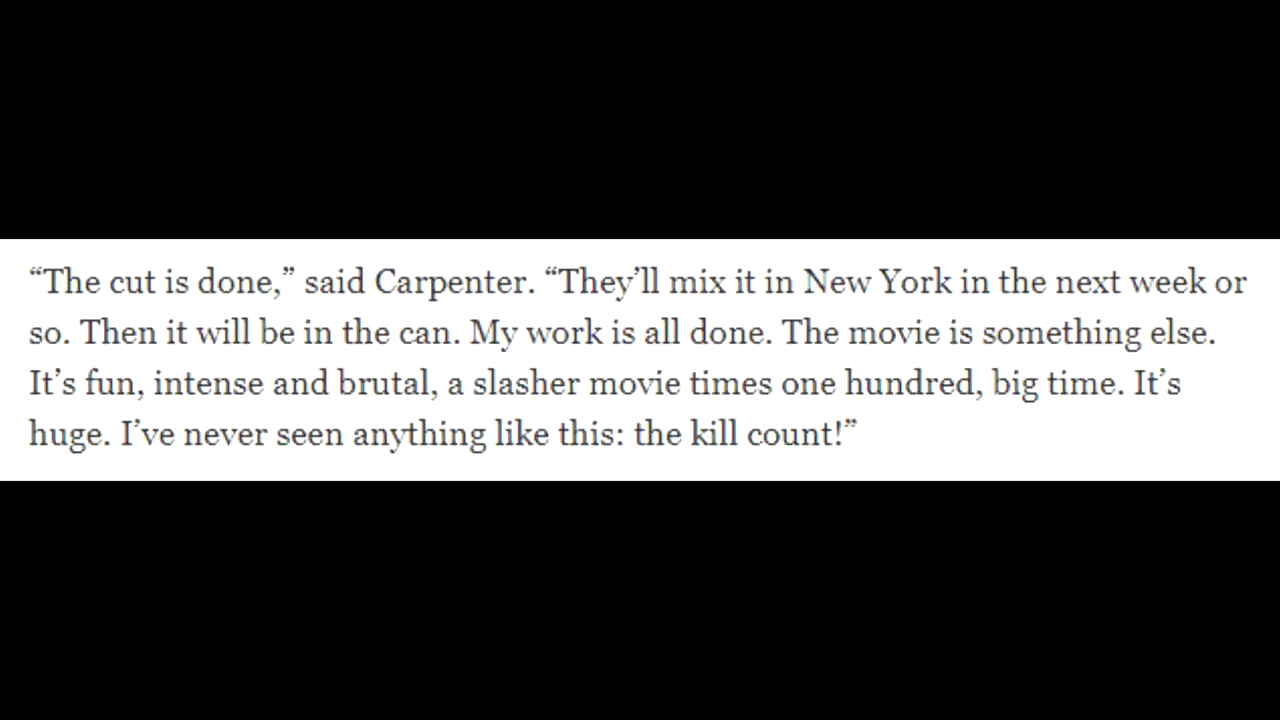 “The cut is done,” said Carpenter. “They’ll mix it in New York in the next week or
so. Then it will be in the can. My work is all done. The movie is something else.
It’s fun, intense and brutal, a slasher movie times one hundred, big time. It’s
huge. I’ve never seen anything like this: the kill count!”